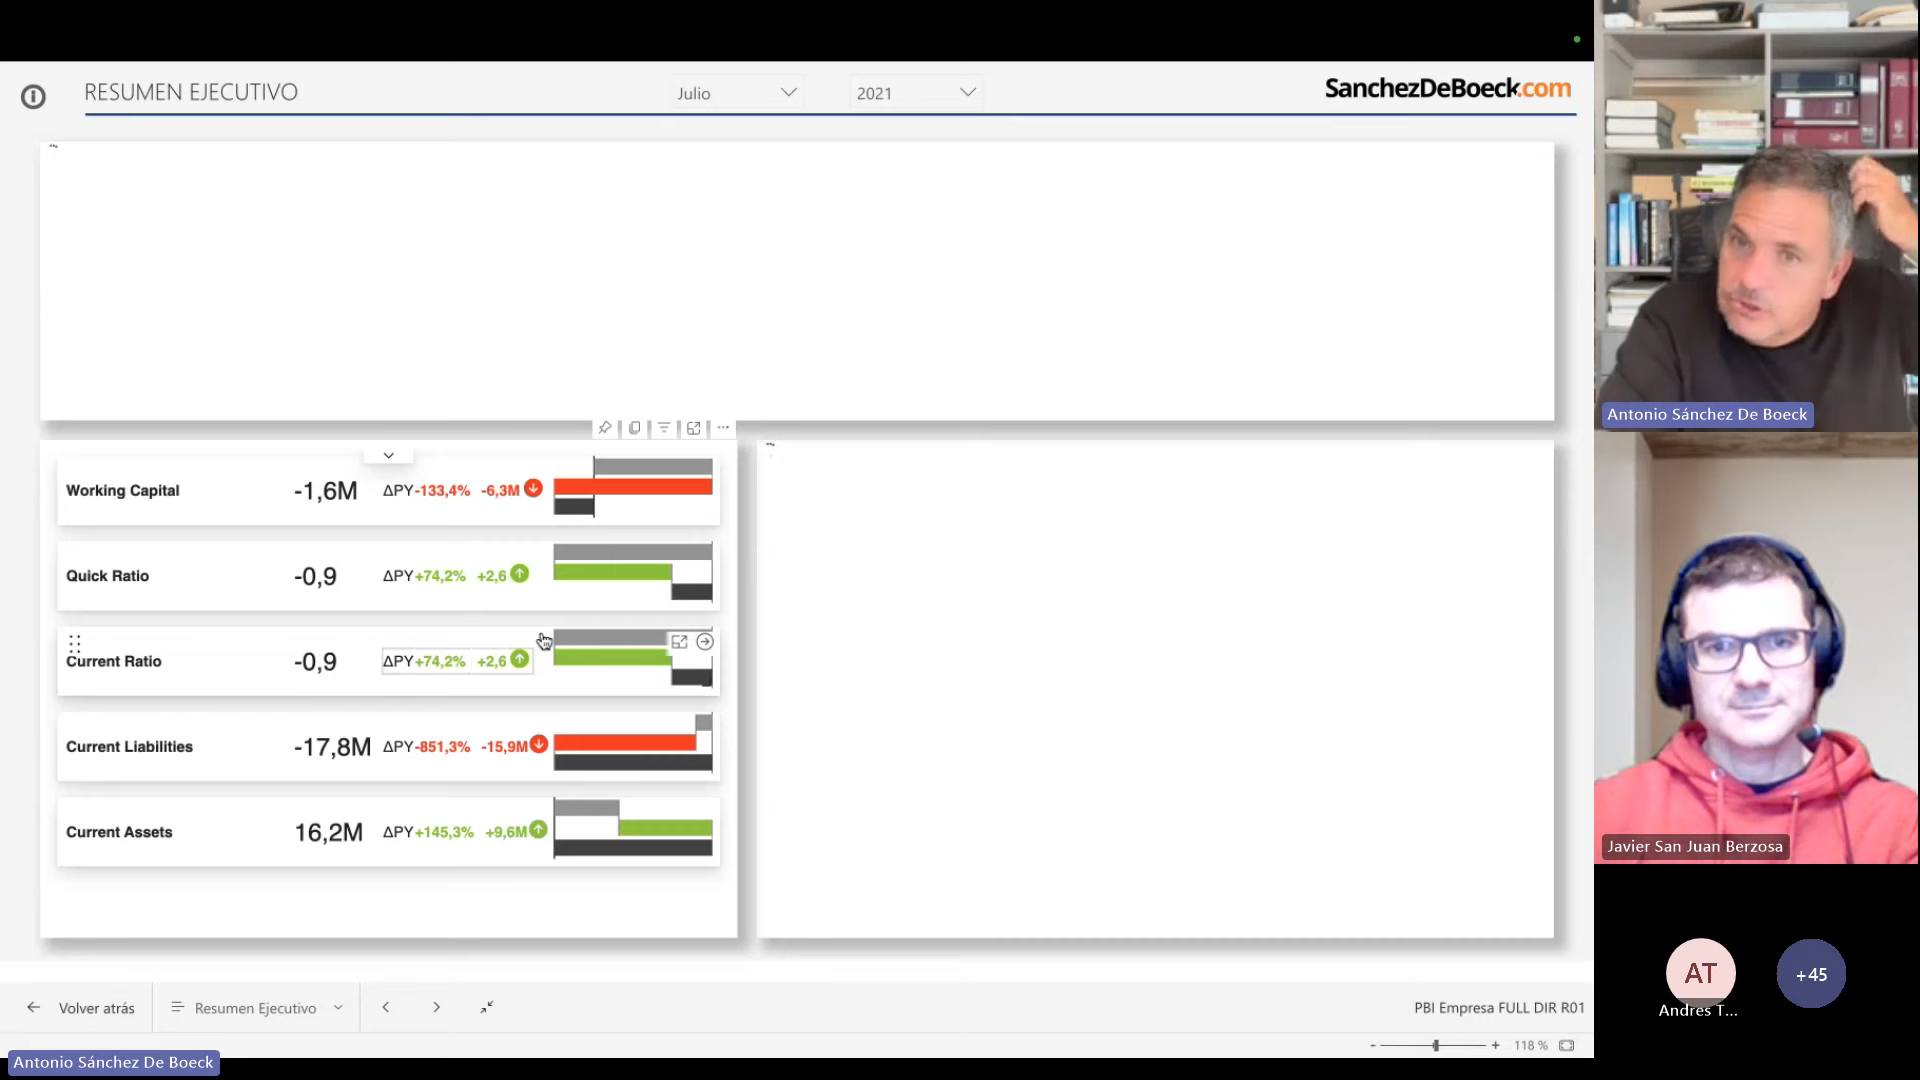 RESUMEN EJECUTIVO
Julio
2021
SanchezDeBoeck.com
Working Capital -1,6M ΔPY -133,4% -6,3M
Quick Ratio -0,9 ΔPY +74,2% +2,6
Current Ratio -0,9 ΔPY +74,2% +2,6
Current Liabilities -17,8M ΔPY -851,3% -15,9M
Current Assets 16,2M ΔPY +145,3% +9,6M
Volver atrás
Resumen Ejecutivo
PBI Empresa FULL DIR R01
- + 118 %
Antonio Sánchez De Boeck
Antonio Sánchez De Boeck
Javier San Juan Berzosa
AT
Andres T...
+45